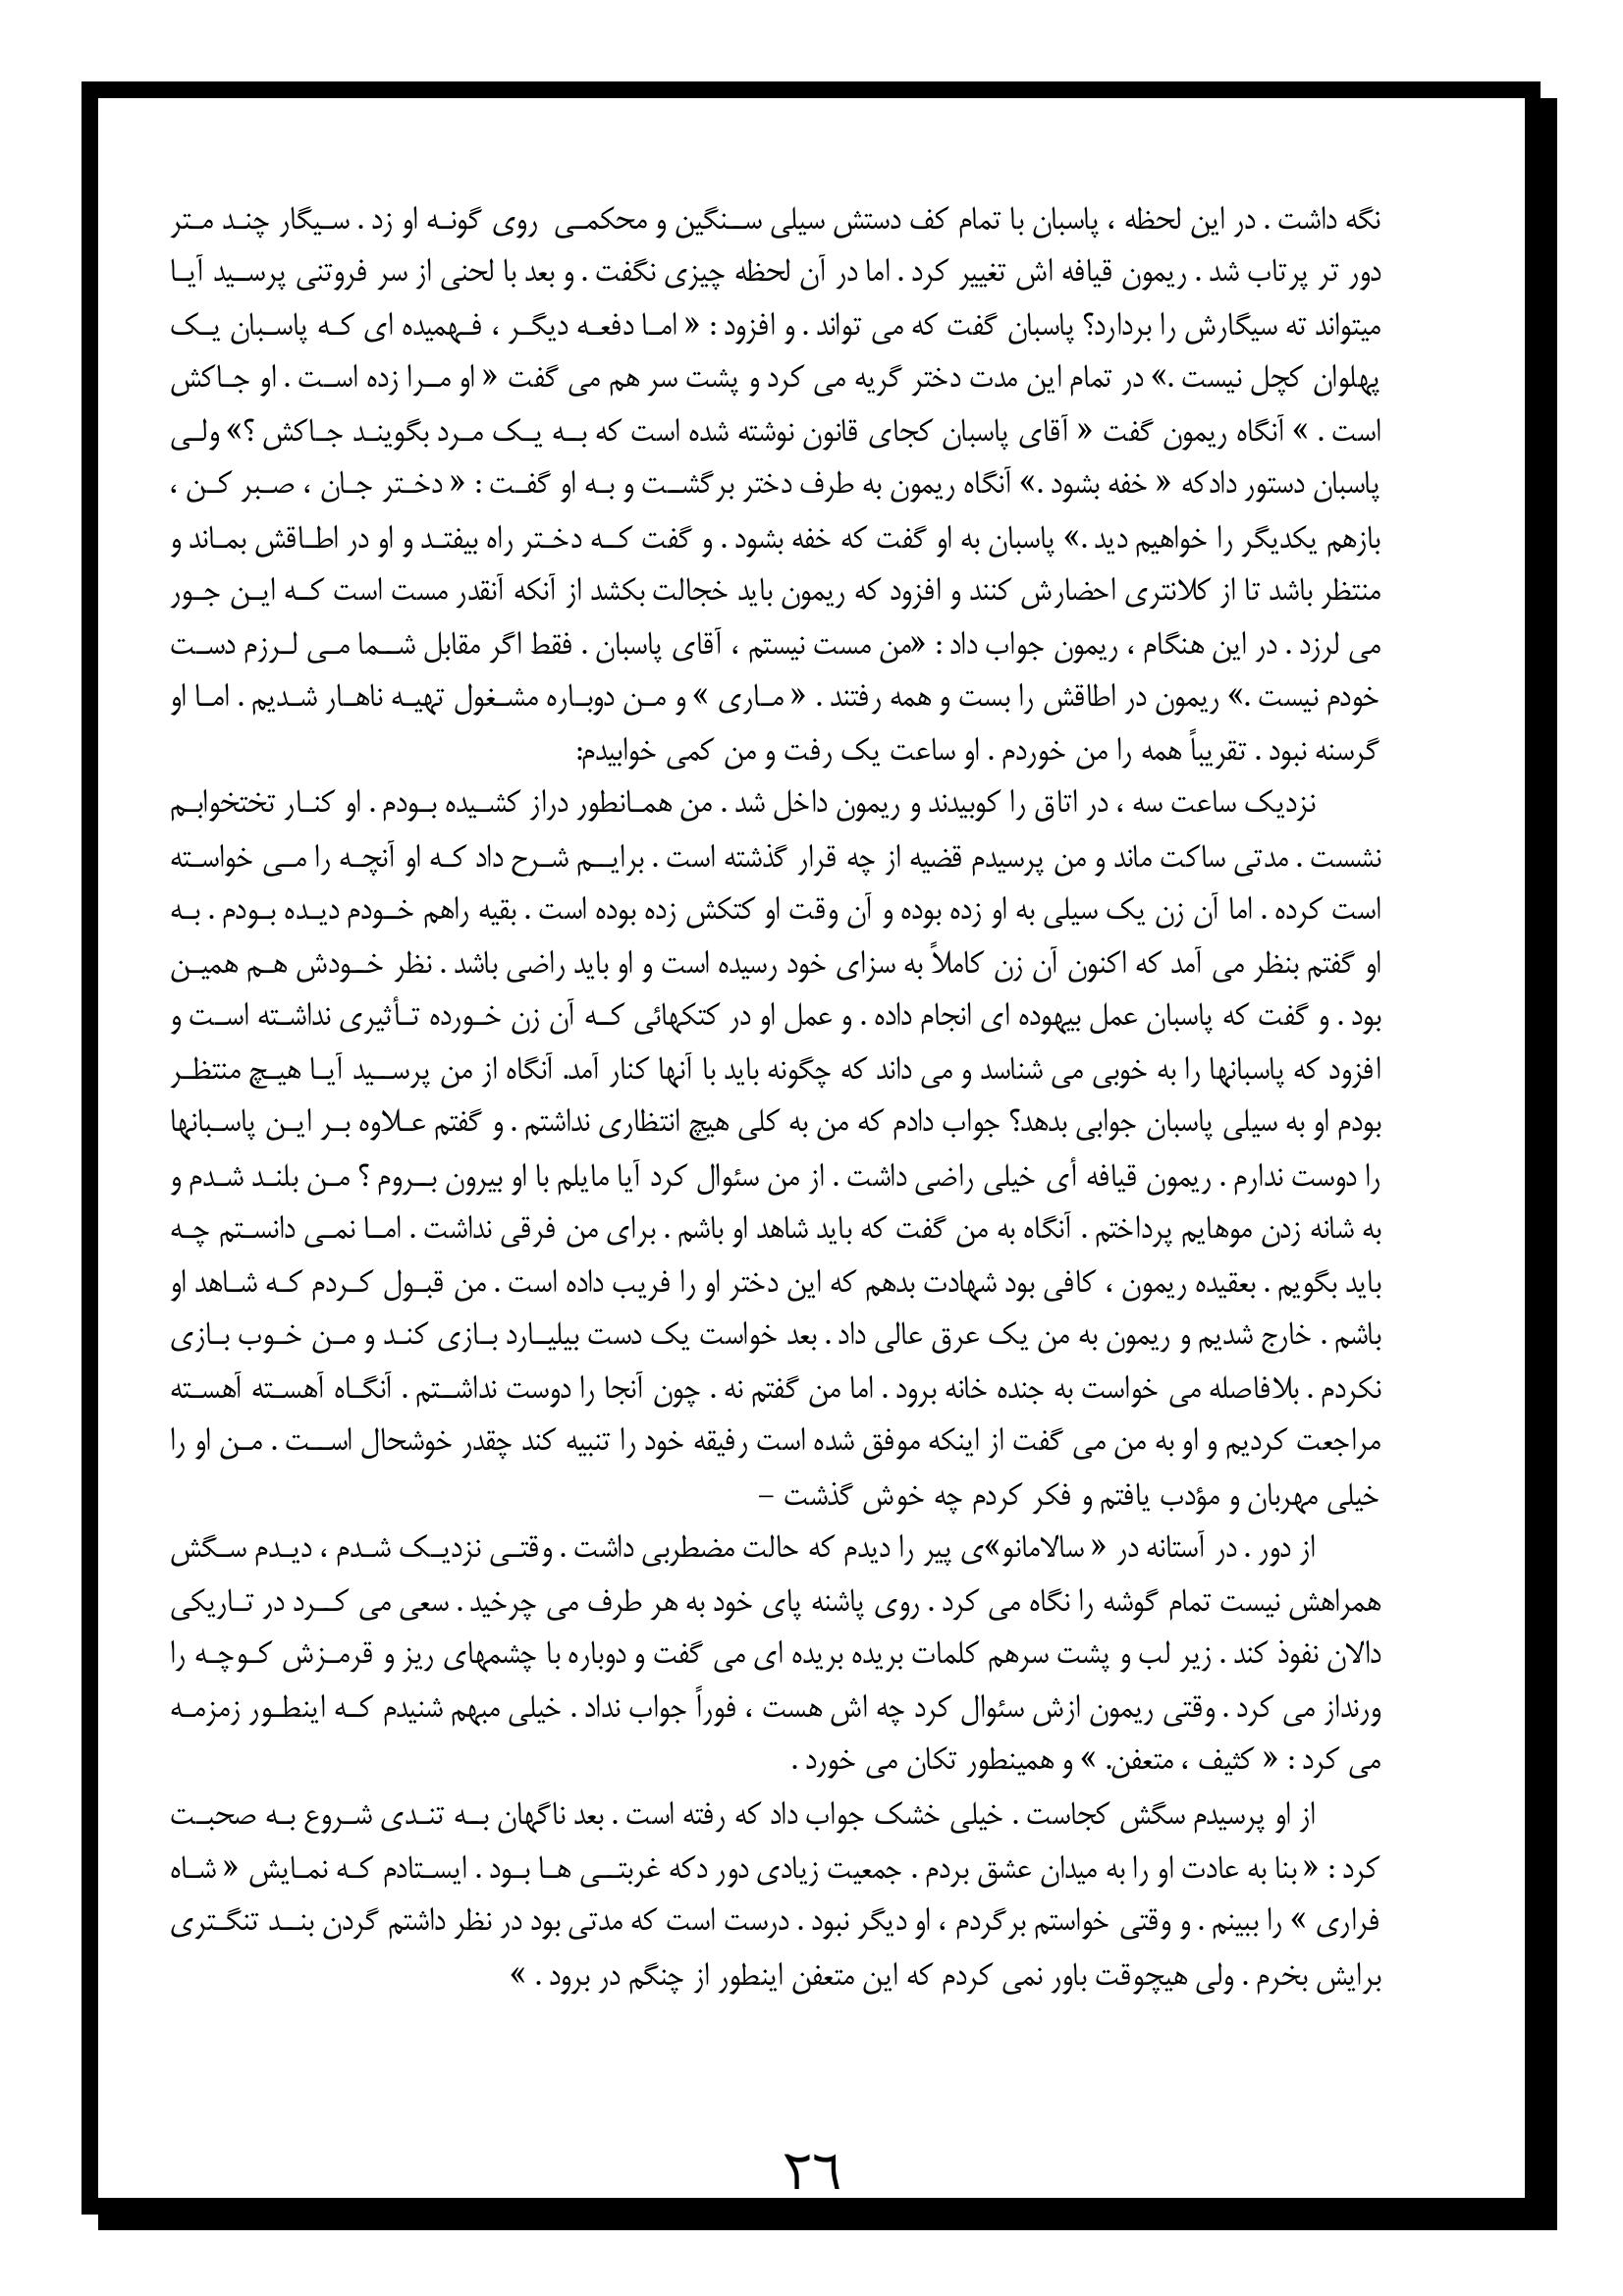 نگه داشت . در این لحظه ، پاسبان با تمام کف دستش سیلی سنگین و محکمی روی گونه او زد . سیگار چند متر
دور تر پرتاب شد . ریمون قیافه اش تغییر کرد . اما در آن لحظه چیزی نگفت . و بعد با لحنی از سر فروتنی پرسید آیا
میتواند ته سیگارش را بردارد؟ پاسبان گفت که می تواند . و افزود : « اما دفعه دیگر ، فهمیده ای که پاسبان یک
پهلوان کچل نیست .» در تمام این مدت دختر گریه می کرد و پشت سر هم می گفت « او مرا زده است . او جاکش
است . » آنگاه ریمون گفت « آقای پاسبان کجای قانون نوشته شده است که به یک مرد بگویند جاکش ؟» ولی
پاسبان دستور دادکه « خفه بشود .» آنگاه ریمون به طرف دختر برگشت و به او گفت : « دختر جان ، صبر کن ،
بازهم یکدیگر را خواهیم دید .» پاسبان به او گفت که خفه بشود . و گفت که دختر راه بیفتد و او در اطاقش بماند و
منتظر باشد تا از کلانتری احضارش کنند و افزود که ریمون باید خجالت بکشد از آنکه آنقدر مست است که این جور
می لرزد . در این هنگام ، ریمون جواب داد : «من مست نیستم ، آقای پاسبان . فقط اگر مقابل شما می لرزم دست
خودم نیست .» ریمون در اطاقش را بست و همه رفتند . « ماری » و من دوباره مشغول تهیه ناهار شدیم . اما او
گرسنه نبود . تقریباً همه را من خوردم . او ساعت یک رفت و من کمی خوابیدم:
نزدیک ساعت سه ، در اتاق را کوبیدند و ریمون داخل شد . من همانطور دراز کشیده بودم . او کنار تختخوابم
نشست . مدتی ساکت ماند و من پرسیدم قضیه از چه قرار گذشته است . برایم شرح داد که او آنچه را می خواسته
است کرده . اما آن زن یک سیلی به او زده بوده و آن وقت او کتکش زده بوده است . بقیه راهم خودم دیده بودم . به
او گفتم بنظر می آمد که اکنون آن زن کاملاً به سزای خود رسیده است و او باید راضی باشد . نظر خودش هم همین
بود . و گفت که پاسبان عمل بیهوده ای انجام داده . و عمل او در کتکهائی که آن زن خورده تأثیری نداشته است و
افزود که پاسبانها را به خوبی می شناسد و می داند که چگونه باید با آنها کنار آمد. آنگاه از من پرسید آیا هیچ منتظر
بودم او به سیلی پاسبان جوابی بدهد؟ جواب دادم که من به کلی هیچ انتظاری نداشتم . و گفتم علاوه بر این پاسبانها
را دوست ندارم . ریمون قیافه أی خیلی راضی داشت . از من سئوال کرد آیا مایلم با او بیرون بروم ؟ من بلند شدم و
به شانه زدن موهایم پرداختم . آنگاه به من گفت که باید شاهد او باشم . برای من فرقی نداشت . اما نمی دانستم چه
باید بگویم . بعقیده ریمون ، کافی بود شهادت بدهم که این دختر او را فریب داده است . من قبول کردم که شاهد او
باشم . خارج شدیم و ریمون به من یک عرق عالی داد . بعد خواست یک دست بیلیارد بازی کند و من خوب بازی
نکردم . بلافاصله می خواست به جنده خانه برود . اما من گفتم نه . چون آنجا را دوست نداشتم . آنگاه آهسته آهسته
مراجعت کردیم و او به من می گفت از اینکه موفق شده است رفیقه خود را تنبیه کند چقدر خوشحال است . من او را
خیلی مهربان و مؤدب یافتم و فکر کردم چه خوش گذشت –
از دور . در آستانه در « سالامانو»ی پیر را دیدم که حالت مضطربی داشت . وقتی نزدیک شدم ، دیدم سگش
همراهش نیست تمام گوشه را نگاه می کرد . روی پاشنه پای خود به هر طرف می چرخید . سعی می کرد در تاریکی
دالان نفوذ کند . زیر لب و پشت سرهم کلمات بریده بریده ای می گفت و دوباره با چشمهای ریز و قرمزش کوچه را
ورنداز می کرد . وقتی ریمون ازش سئوال کرد چه اش هست ، فوراً جواب نداد . خیلی مبهم شنیدم که اینطور زمزمه
می کرد : « کثیف ، متعفن. » و همینطور تکان می خورد .
از او پرسیدم سگش کجاست . خیلی خشک جواب داد که رفته است . بعد ناگهان به تندی شروع به صحبت
کرد : « بنا به عادت او را به میدان عشق بردم . جمعیت زیادی دور دکه غربتی ها بود . ایستادم که نمایش « شاه
فراری » را ببینم . و وقتی خواستم برگردم ، او دیگر نبود . درست است که مدتی بود در نظر داشتم گردن بند تنگتری
برایش بخرم . ولی هیچوقت باور نمی کردم که این متعفن اینطور از چنگم در برود . »
٢٦